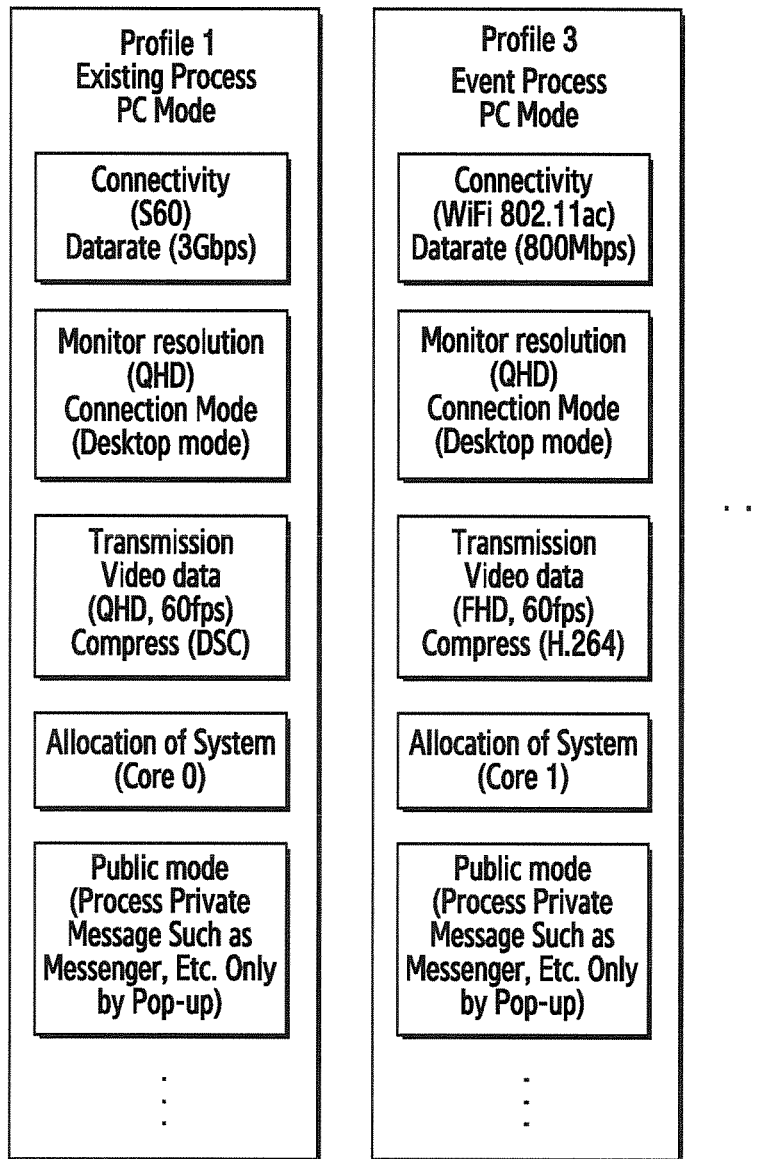 Profile 1
Existing Process
PC Mode
Connectivity
(S60)
Datarate (3Gbps)
Monitor resolution
(QHD)
Connection Mode
(Desktop mode)
Transmission
Video data
(QHD, 60fps)
Compress (DSC)
Allocation of System
(Core 0)
Public mode
(Process Private
Message Such as
Messenger, Etc. Only
by Pop-up)
Profile 3
Event Process
PC Mode
Connectivity
(WiFi 802.11ac)
Datarate (800Mbps)
Monitor resolution
(QHD)
Connection Mode
(Desktop mode)
Transmission
Video data
(FHD, 60fps)
Compress (H.264)
Allocation of System
(Core 1)
Public mode
(Process Private
Message Such as
Messenger, Etc. Only
by Pop-up)